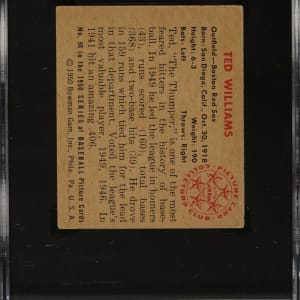 TED WILLIAMS
Outfield—Boston Red Sox
Born: San Diego, Calif., Oct. 30, 1918
Height: 6-3 Weight: 190
Bats: Left Throws: Right
Ted, "The Thumper," is one of the most
feared hitters in the history of base-
ball. In 1949 he led the league in homers
(43), runs scored (150), total bases
(368) and two-base hits (39). He drove
in 159 runs which tied him for the lead
in that department. Voted the league's
most valuable player, 1949, 1946. In
1941 hit an amazing .406.
No. 98 in the 1950 SERIES of BASEBALL Picture Cards
©1950 Bowman Gum, Inc., Phila., Pa., U. S. A.
PICTURE CARD
COLLECTORS CLUB